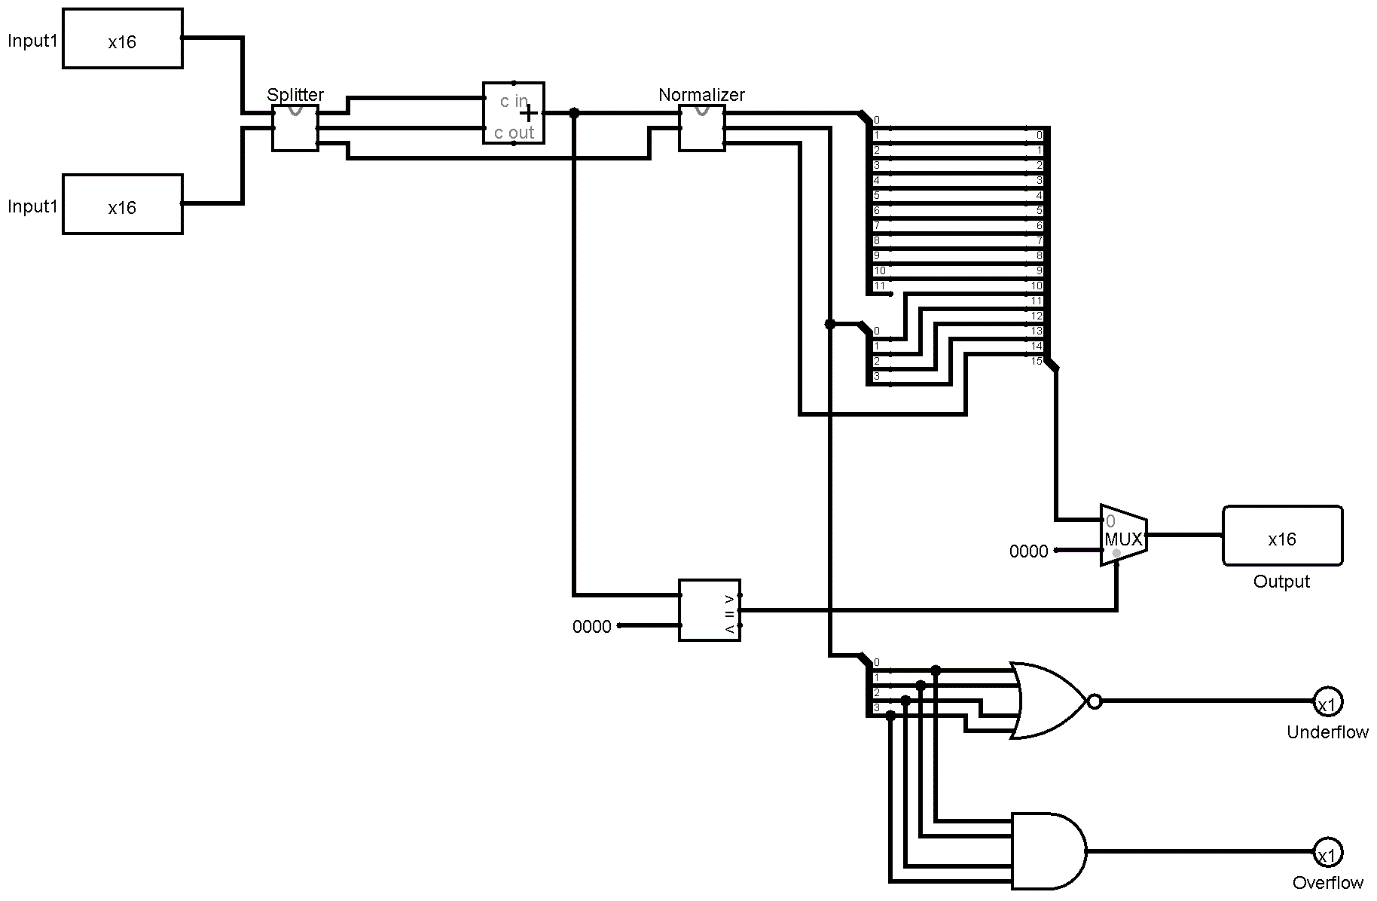 Input1
x16
Splitter
c in
+
c out
Normalizer
Input1
x16
0
1
2
3
4
5
6
7
8
9
10
11
0
1
2
3
4
5
6
7
8
9
10
11
12
13
14
15
0
1
2
3
0
MUX
0000
x16
Output
>
=
<
0000
0
1
2
3
x1
Underflow
x1
Overflow